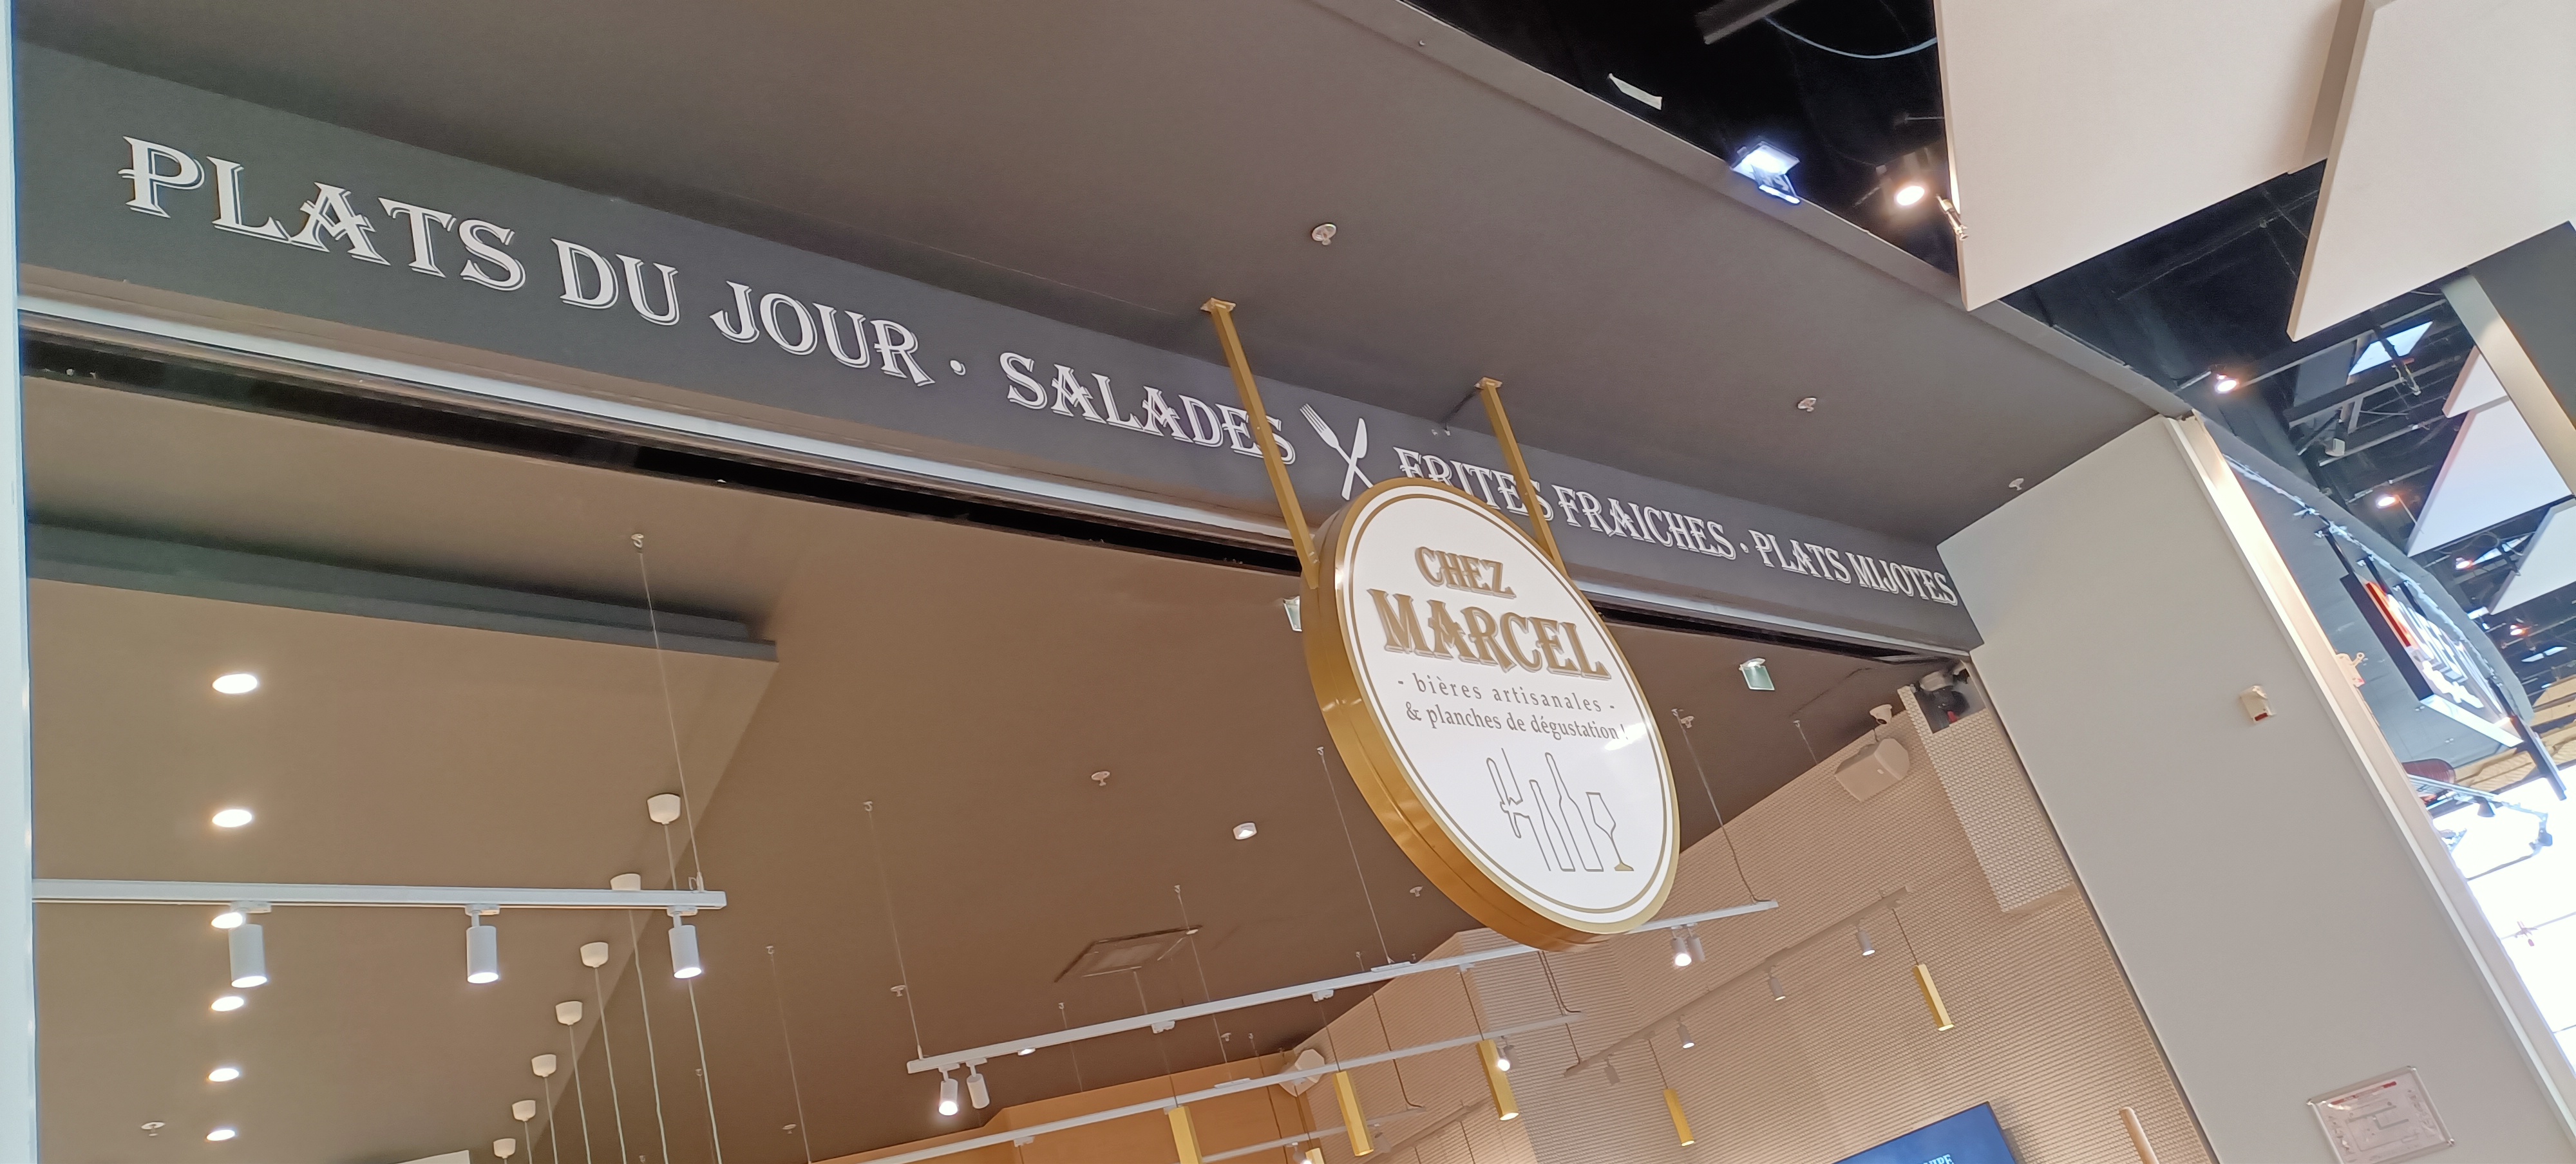 PLATS DU JOUR · SALADES FRITES FRAICHES · PLATS MIJOTES
CHEZ
MARCEL
- bières artisanales -
& planches de dégustation !